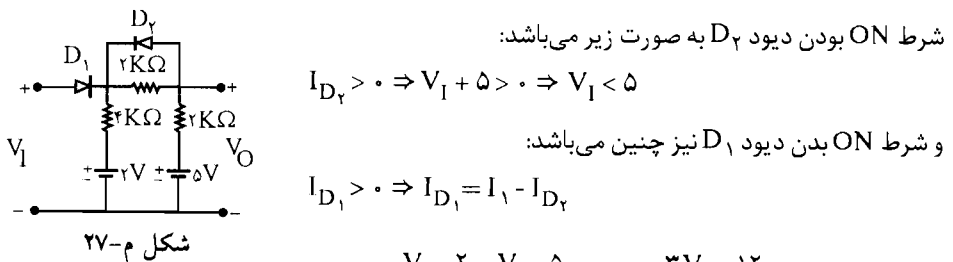 شرط ON بودن دیود D۲ به صورت زیر می‌باشد:
I_D۲ > ۰ ⇒ V_I + ۵ > ۰ ⇒ V_I < ۵
و شرط ON بدن دیود D۱ نیز چنین می‌باشد:
I_D۱ > ۰ ⇒ I_D۱ = I۱ - I_D۲
D۲
D۱
۲KΩ
+
+
۴KΩ
۲KΩ
V_I
V_O
± ۲V
± ۵V
-
-
شکل م-۲۷